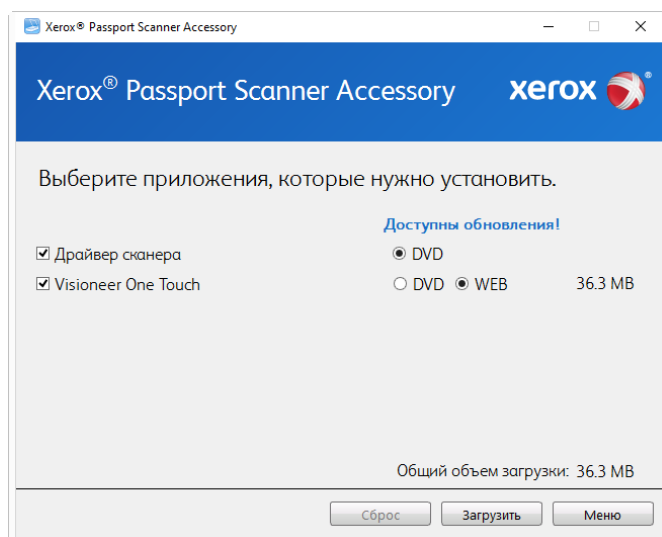 Xerox® Passport Scanner Accessory
Xerox® Passport Scanner Accessory xerox ®
Выберите приложения, которые нужно установить.
Доступны обновления!
Драйвер сканера DVD
Visioneer One Touch DVD WEB 36.3 MB
Общий объем загрузки: 36.3 MB
Сброс Загрузить Меню